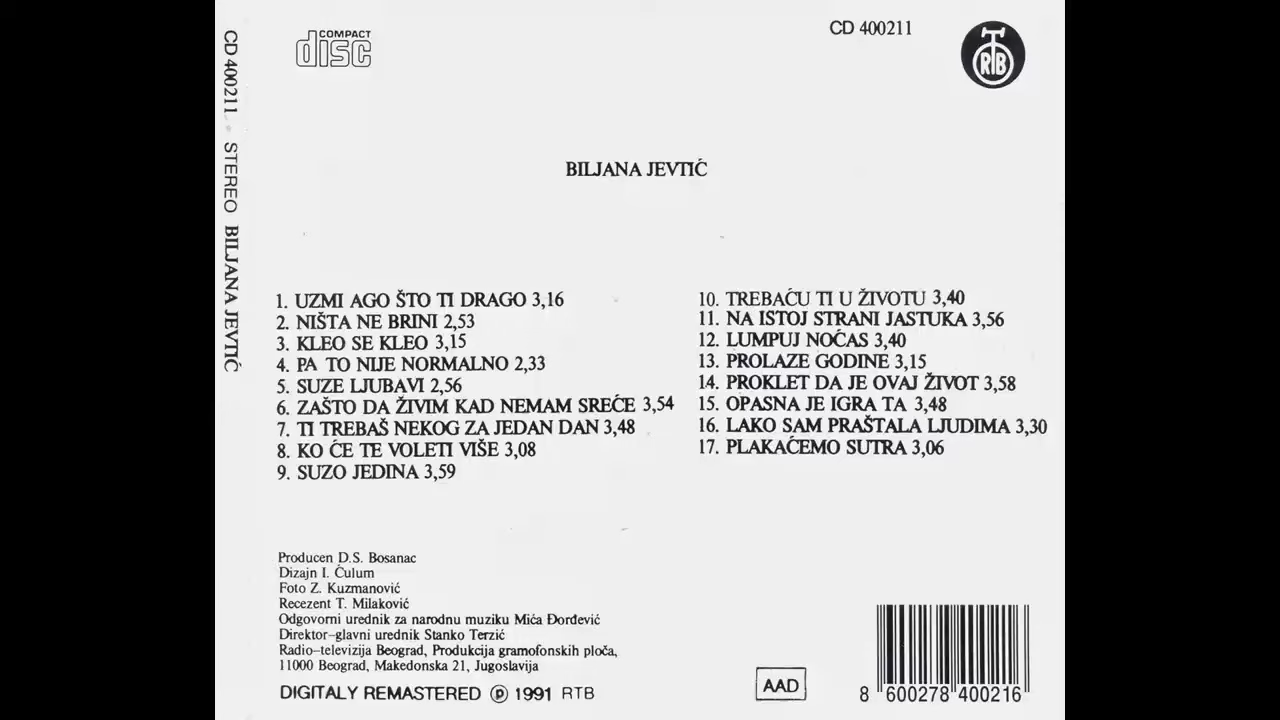 CD 400211 STEREO BILJANA JEVTIĆ
COMPACT
disc
CD 400211
RTB
BILJANA JEVTIĆ
1. UZMI AGO ŠTO TI DRAGO 3,16
2. NIŠTA NE BRINI 2,53
3. KLEO SE KLEO 3,15
4. PA TO NIJE NORMALNO 2,33
5. SUZE LJUBAVI 2,56
6. ZAŠTO DA ŽIVIM KAD NEMAM SREĆE 3,54
7. TI TREBAŠ NEKOG ZA JEDAN DAN 3,48
8. KO ĆE TE VOLETI VIŠE 3,08
9. SUZO JEDINA 3,59
10. TREBAĆU TI U ŽIVOTU 3,40
11. NA ISTOJ STRANI JASTUKA 3,56
12. LUMPUJ NOĆAS 3,40
13. PROLAZE GODINE 3,15
14. PROKLET DA JE OVAJ ŽIVOT 3,58
15. OPASNA JE IGRA TA 3,48
16. LAKO SAM PRAŠTALA LJUDIMA 3,30
17. PLAKAĆEMO SUTRA 3,06
Producen D.S. Bosanac
Dizajn I. Ćulum
Foto Z. Kuzmanović
Recezent T. Milaković
Odgovorni urednik za narodnu muziku Mića Đorđević
Direktor–glavni urednik Stanko Terzić
Radio–televizija Beograd, Produkcija gramofonskih ploča,
11000 Beograd, Makedonska 21, Jugoslavija
DIGITALY REMASTERED ℗ 1991 RTB
AAD
8 600278 400216